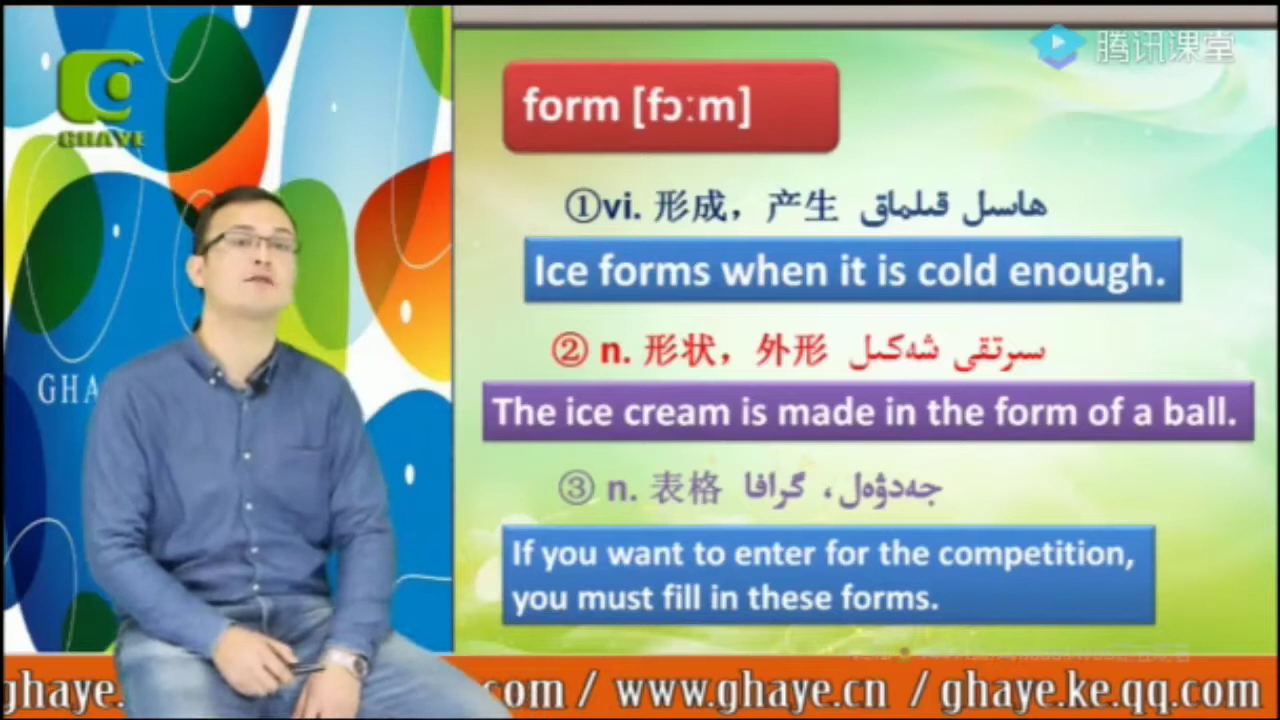 GHAYE
GHA
腾讯课堂
form [fɔːm]
①vi. 形成，产生 ھاسىل قىلماق
Ice forms when it is cold enough.
② n. 形状，外形 سىرتقى شەكىل
The ice cream is made in the form of a ball.
③ n. 表格 جەدۋەل، گرافا
If you want to enter for the competition,
you must fill in these forms.
ghaye. com / www.ghaye.cn / ghaye.ke.qq.com